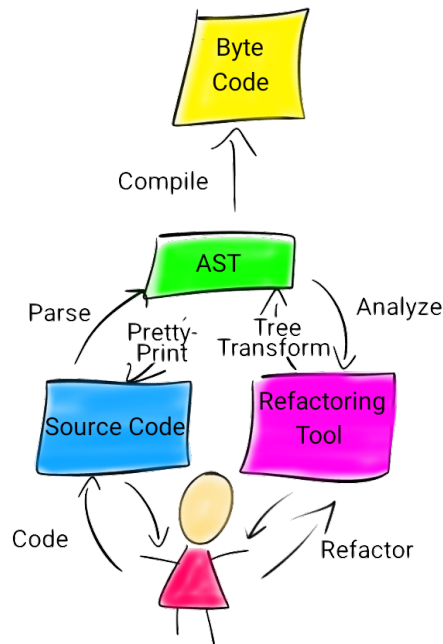 Byte
Code
Compile
AST
Parse
Analyze
Pretty-
Print
Tree
Transform
Source Code
Refactoring
Tool
Code
Refactor